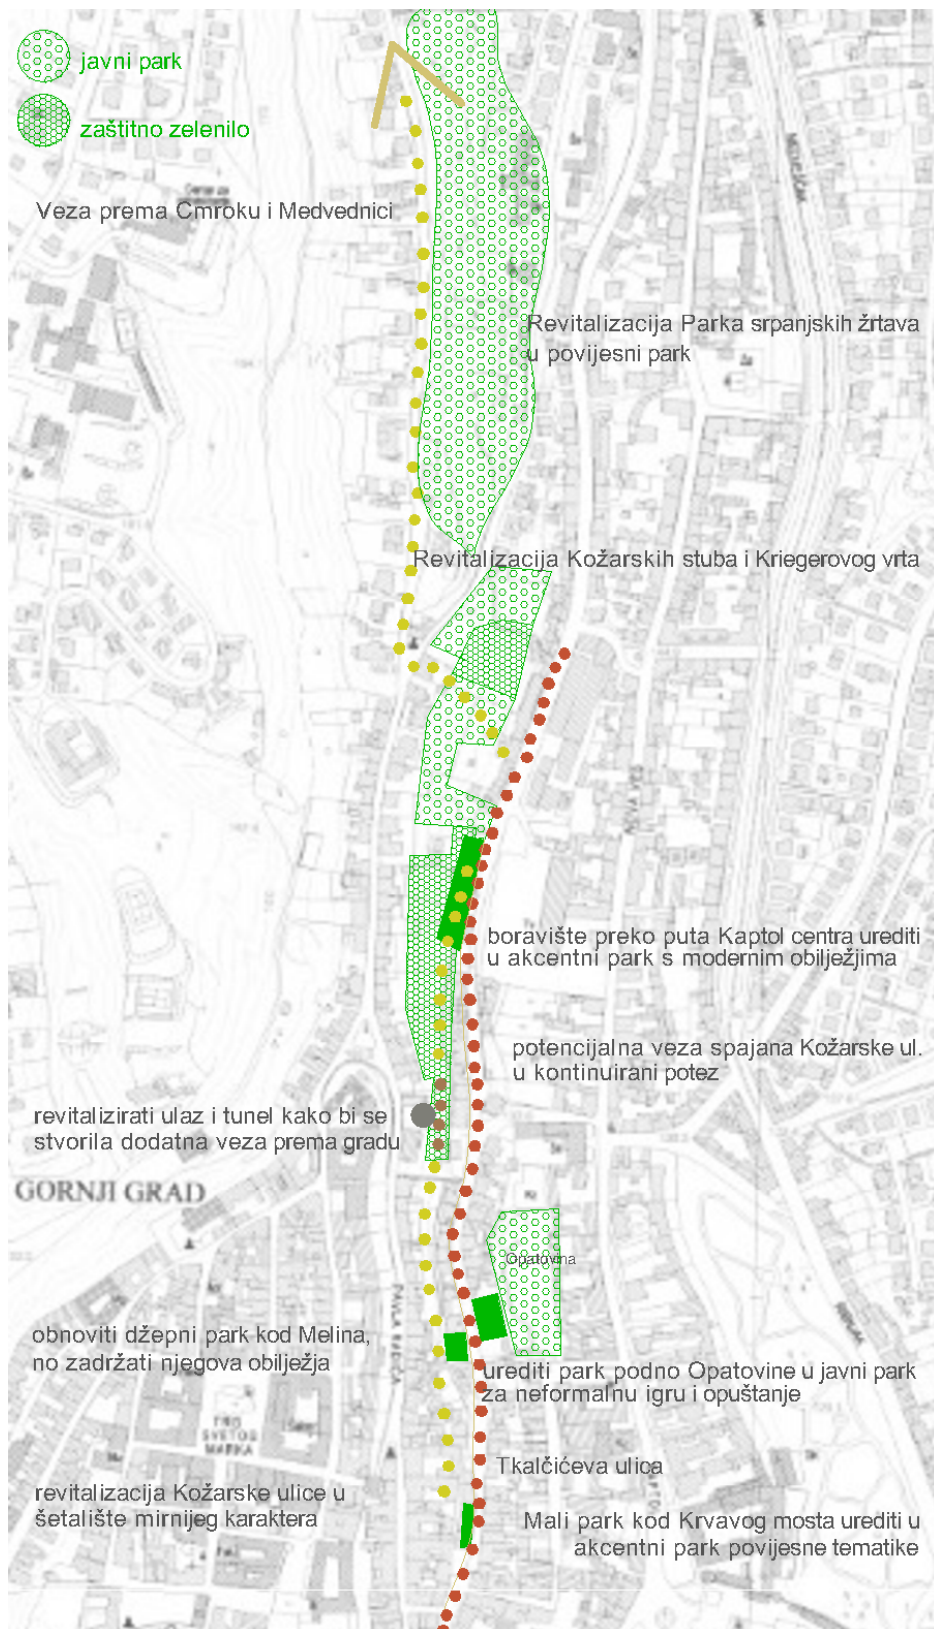 javni park
zaštitno zelenilo
Veza prema Cmroku i Medvednici
Revitalizacija Parka srpanjskih žrtava
u povijesni park
Revitalizacija Kožarskih stuba i Kriegerovog vrta
boravište preko puta Kaptol centra urediti
u akcentni park s modernim obilježjima
potencijalna veza spajana Kožarske ul.
u kontinuirani potez
revitalizirati ulaz i tunel kako bi se
stvorila dodatna veza prema gradu
GORNJI GRAD
Opatovina
obnoviti džepni park kod Melina,
no zadržati njegova obilježja
urediti park podno Opatovine u javni park
za neformalnu igru i opuštanje
TRG
SVETOG
MARKA
Tkalčićeva ulica
revitalizacija Kožarske ulice u
šetalište mirnijeg karaktera
Mali park kod Krvavog mosta urediti u
akcentni park povijesne tematike